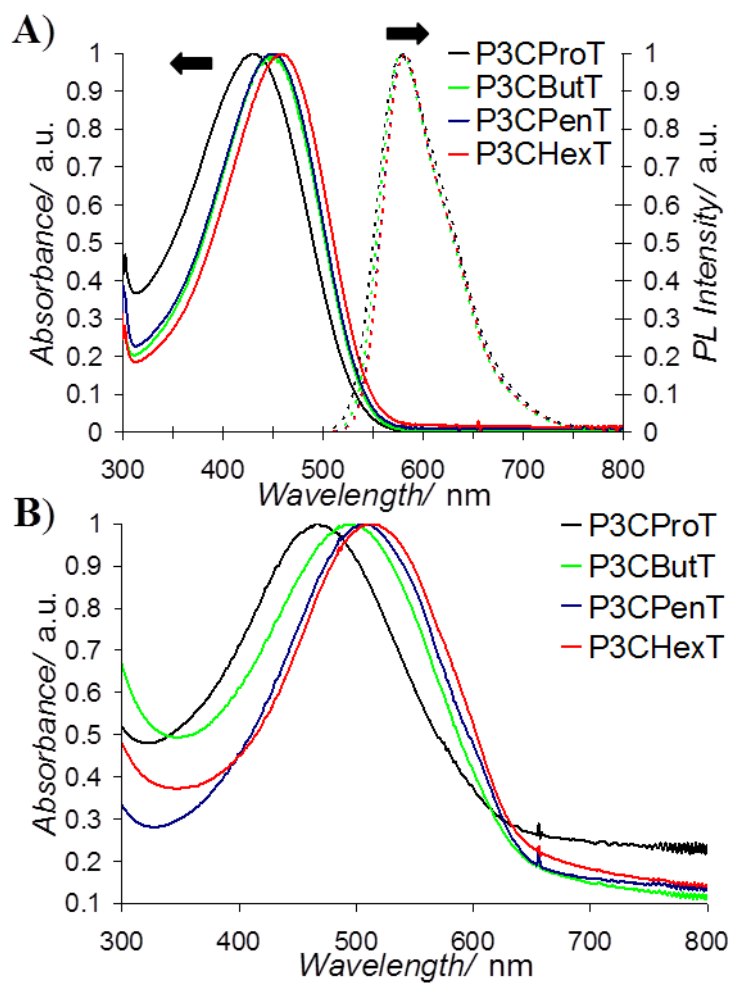 A)
P3CProT
P3CButT
P3CPenT
P3CHexT
Absorbance/ a.u.
1
0.9
0.8
0.7
0.6
0.5
0.4
0.3
0.2
0.1
0
PL Intensity/ a.u.
1
0.9
0.8
0.7
0.6
0.5
0.4
0.3
0.2
0.1
0
300 400 500 600 700 800
Wavelength/ nm
B)
P3CProT
P3CButT
P3CPenT
P3CHexT
Absorbance/ a.u.
1
0.9
0.8
0.7
0.6
0.5
0.4
0.3
0.2
0.1
300 400 500 600 700 800
Wavelength/ nm